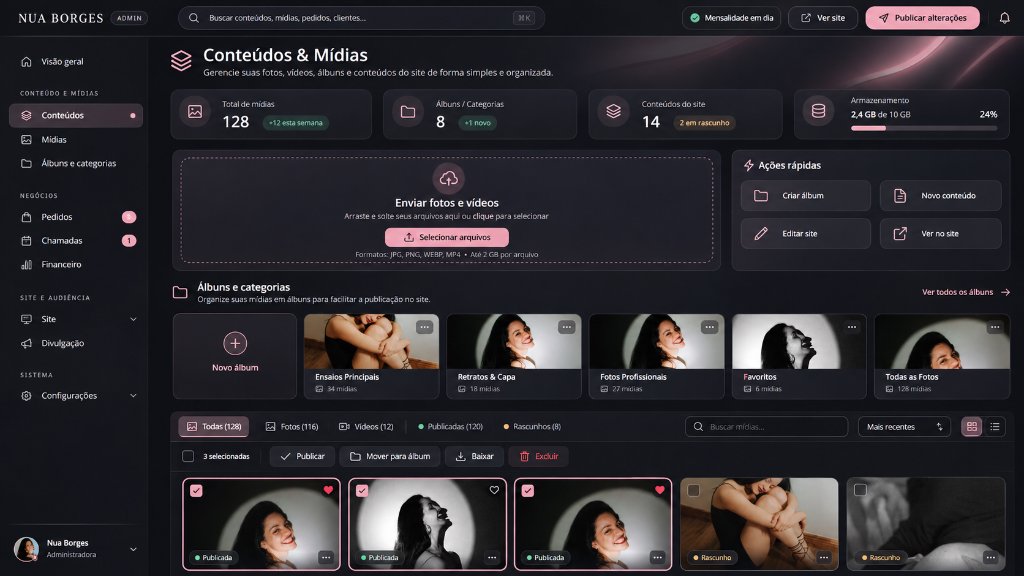 NUA BORGES ADMIN
Buscar conteúdos, mídias, pedidos, clientes...
⌘K
Mensalidade em dia
Ver site
Publicar alterações
Visão geral
CONTEÚDO E MÍDIAS
Conteúdos
Mídias
Álbuns e categorias
NEGÓCIOS
Pedidos
Chamadas 1
Financeiro
SITE E AUDIÊNCIA
Site
Divulgação
SISTEMA
Configurações
Nua Borges
Administradora
Conteúdos & Mídias
Gerencie suas fotos, vídeos, álbuns e conteúdos do site de forma simples e organizada.
Total de mídias
128 +12 esta semana
Álbuns / Categorias
8 +1 novo
Conteúdos do site
14 2 em rascunho
Armazenamento
2,4 GB de 10 GB 24%
Enviar fotos e vídeos
Arraste e solte seus arquivos aqui ou clique para selecionar
Selecionar arquivos
Formatos: JPG, PNG, WEBP, MP4 • Até 2 GB por arquivo
Ações rápidas
Criar álbum
Novo conteúdo
Editar site
Ver no site
Álbuns e categorias
Organize suas mídias em álbuns para facilitar a publicação no site.
Ver todos os álbuns
Novo álbum
Ensaios Principais
34 mídias
Retratos & Capa
18 mídias
Fotos Profissionais
27 mídias
Favoritos
6 mídias
Todas as Fotos
128 mídias
Todas (128)
Fotos (116)
Vídeos (12)
Publicadas (120)
Rascunhos (8)
Buscar mídias...
Mais recentes
3 selecionadas
Publicar
Mover para álbum
Baixar
Excluir
Publicada
Publicada
Publicada
Rascunho
Rascunho